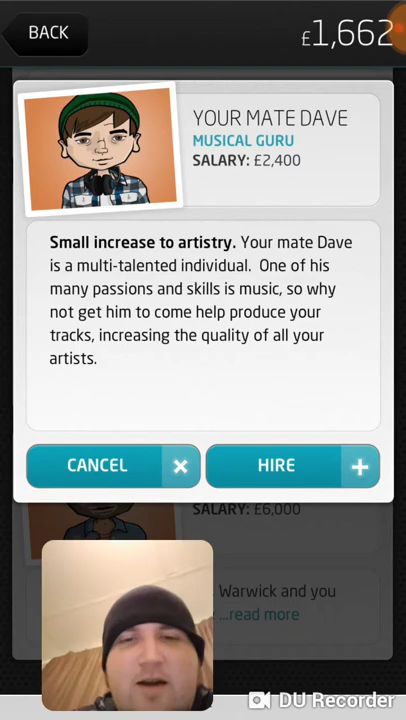 BACK
£1,662
YOUR MATE DAVE
MUSICAL GURU
SALARY: £2,400
Small increase to artistry. Your mate Dave
is a multi-talented individual. One of his
many passions and skills is music, so why
not get him to come help produce your
tracks, increasing the quality of all your
artists.
CANCEL
HIRE
SALARY: £6,000
Warwick and you
...read more
DU Recorder